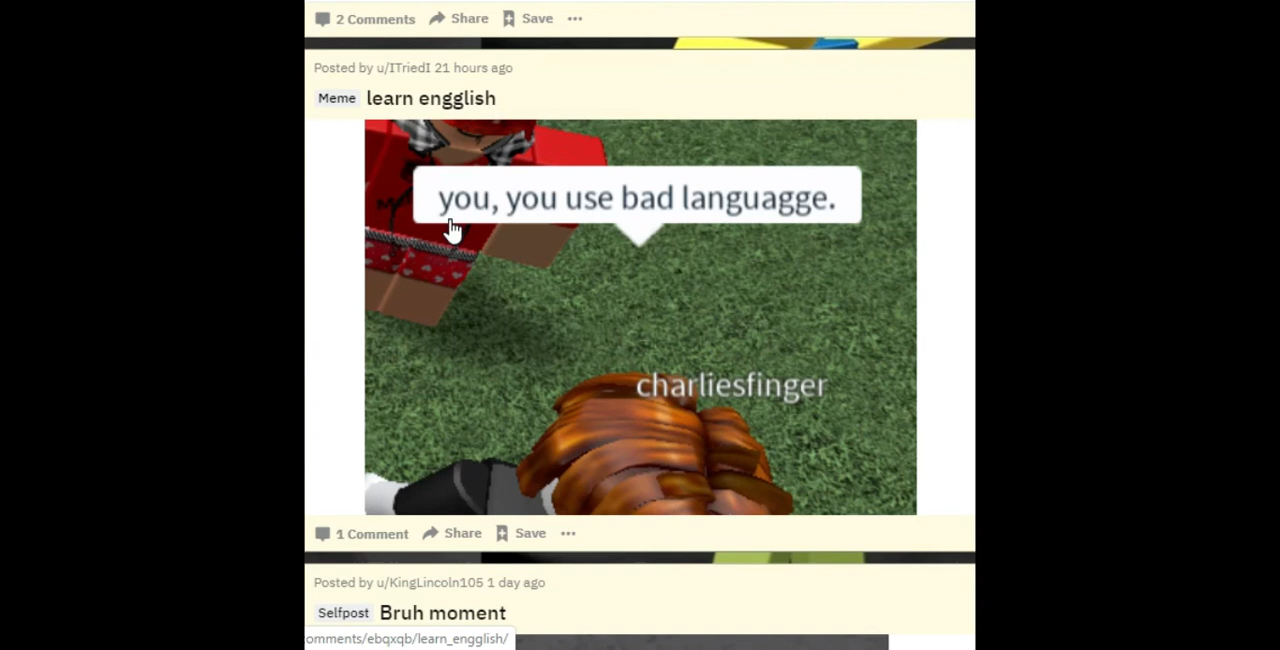 2 Comments Share Save
Posted by u/ITriedI 21 hours ago
Meme learn engglish
you, you use bad languagge.
charliesfinger
1 Comment Share Save
Posted by u/KingLincoln105 1 day ago
Selfpost Bruh moment
omments/ebqxqb/learn_engglish/